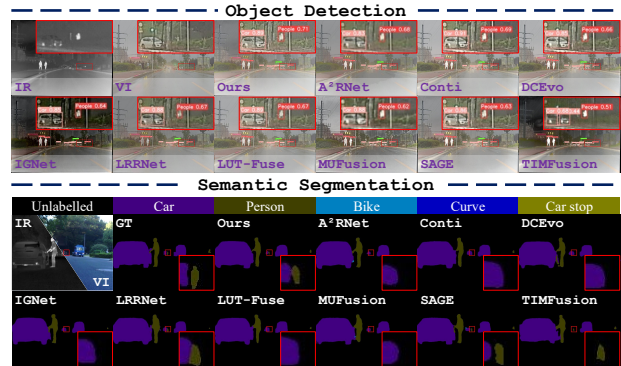 Object Detection
People 0.71 People 0.68 People 0.69 People 0.66
IR VI Ours A²RNet Conti DCEvo
People 0.64 People 0.67 People 0.67 People 0.62 People 0.63 People 0.51
IGNet LRRNet LUT-Fuse MUFusion SAGE TIMFusion
Semantic Segmentation
Unlabelled Car Person Bike Curve Car stop
IR GT Ours A²RNet Conti DCEvo
VI
IGNet LRRNet LUT-Fuse MUFusion SAGE TIMFusion